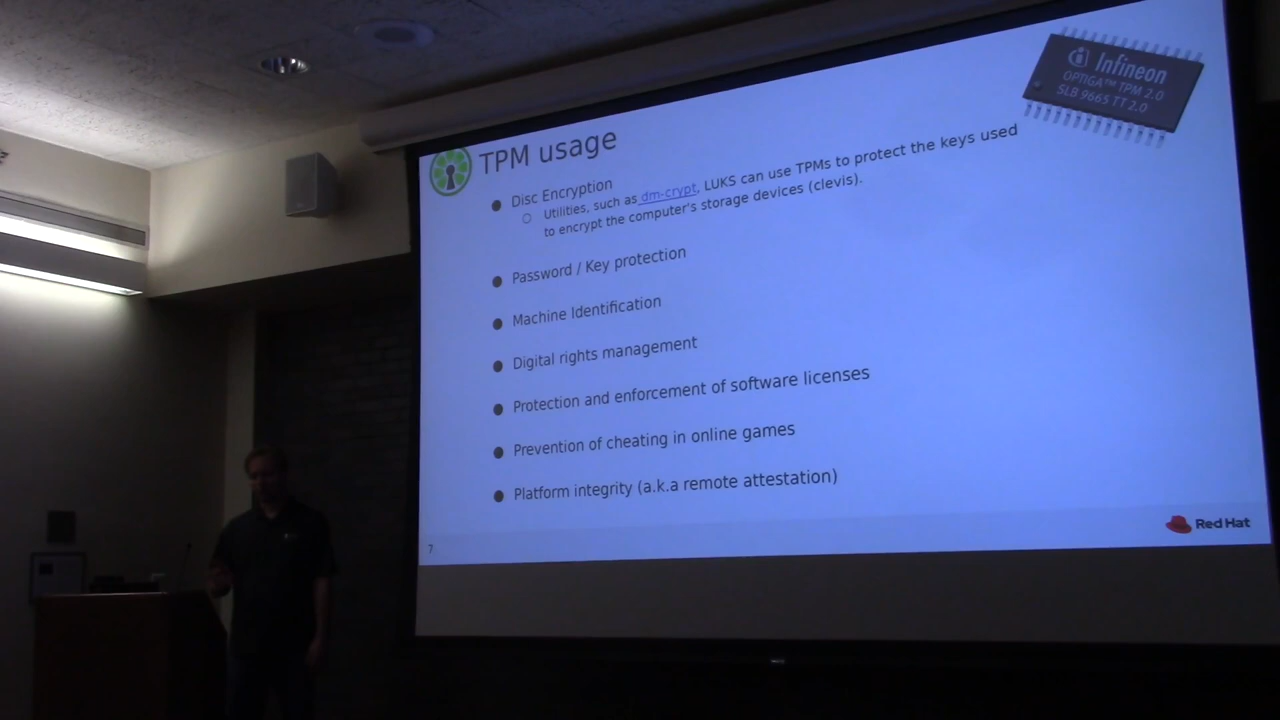 Infineon
OPTIGA™ TPM 2.0
SLB 9665 TT 2.0
TPM usage
● Disc Encryption
○ Utilities, such as dm-crypt, LUKS can use TPMs to protect the keys used
to encrypt the computer's storage devices (clevis).
● Password / Key protection
● Machine Identification
● Digital rights management
● Protection and enforcement of software licenses
● Prevention of cheating in online games
● Platform integrity (a.k.a remote attestation)
7
Red Hat